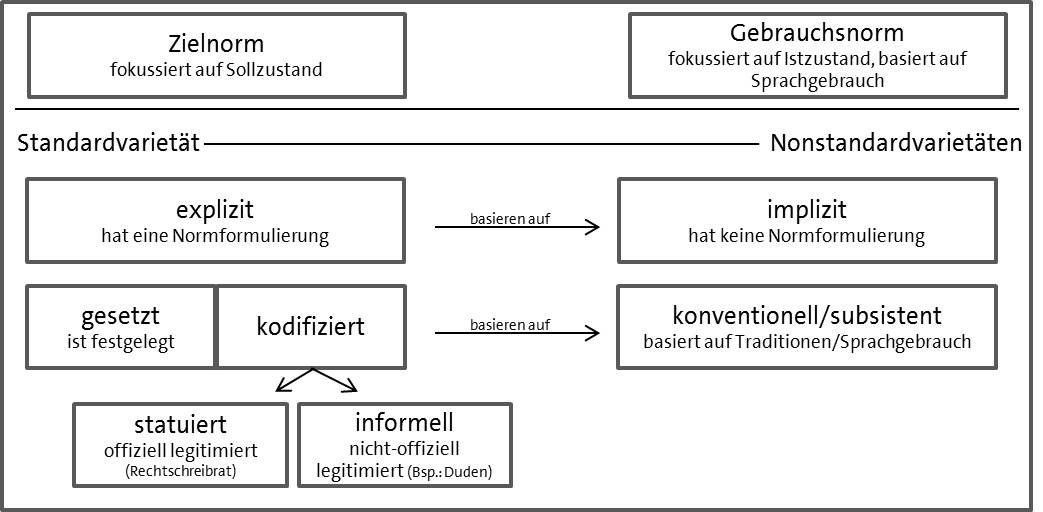 Zielnorm
fokussiert auf Sollzustand
Gebrauchsnorm
fokussiert auf Istzustand, basiert auf
Sprachgebrauch
Standardvarietät
Nonstandardvarietäten
explizit
hat eine Normformulierung
basieren auf
implizit
hat keine Normformulierung
gesetzt
ist festgelegt
kodifiziert
basieren auf
konventionell/subsistent
basiert auf Traditionen/Sprachgebrauch
statuiert
offiziell legitimiert
(Rechtschreibrat)
informell
nicht-offiziell
legitimiert (Bsp.: Duden)